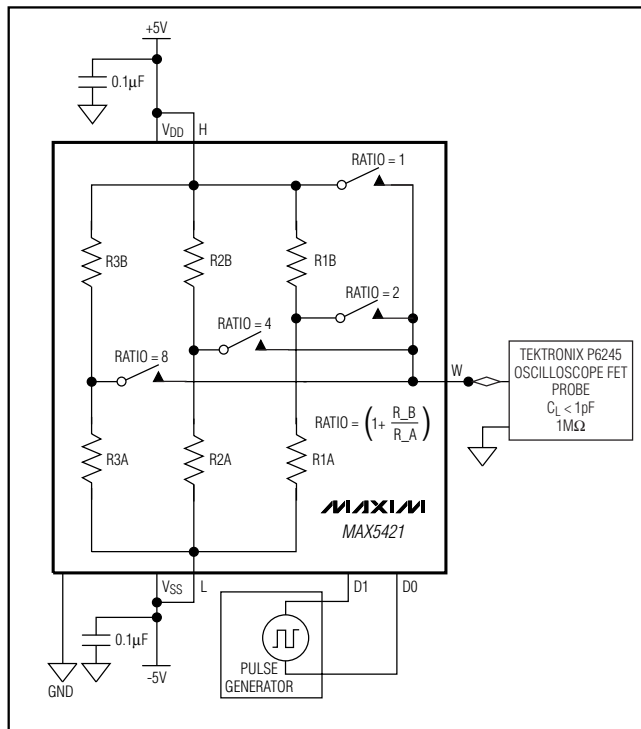 +5V
0.1µF
VDD
H
RATIO = 1
R3B
R2B
R1B
RATIO = 2
RATIO = 4
RATIO = 8
W
TEKTRONIX P6245
OSCILLOSCOPE FET
PROBE
CL < 1pF
1MΩ
RATIO = (1+ R_B/R_A)
R3A
R2A
R1A
MAXIM
MAX5421
VSS
L
D1
D0
0.1µF
GND
-5V
PULSE
GENERATOR